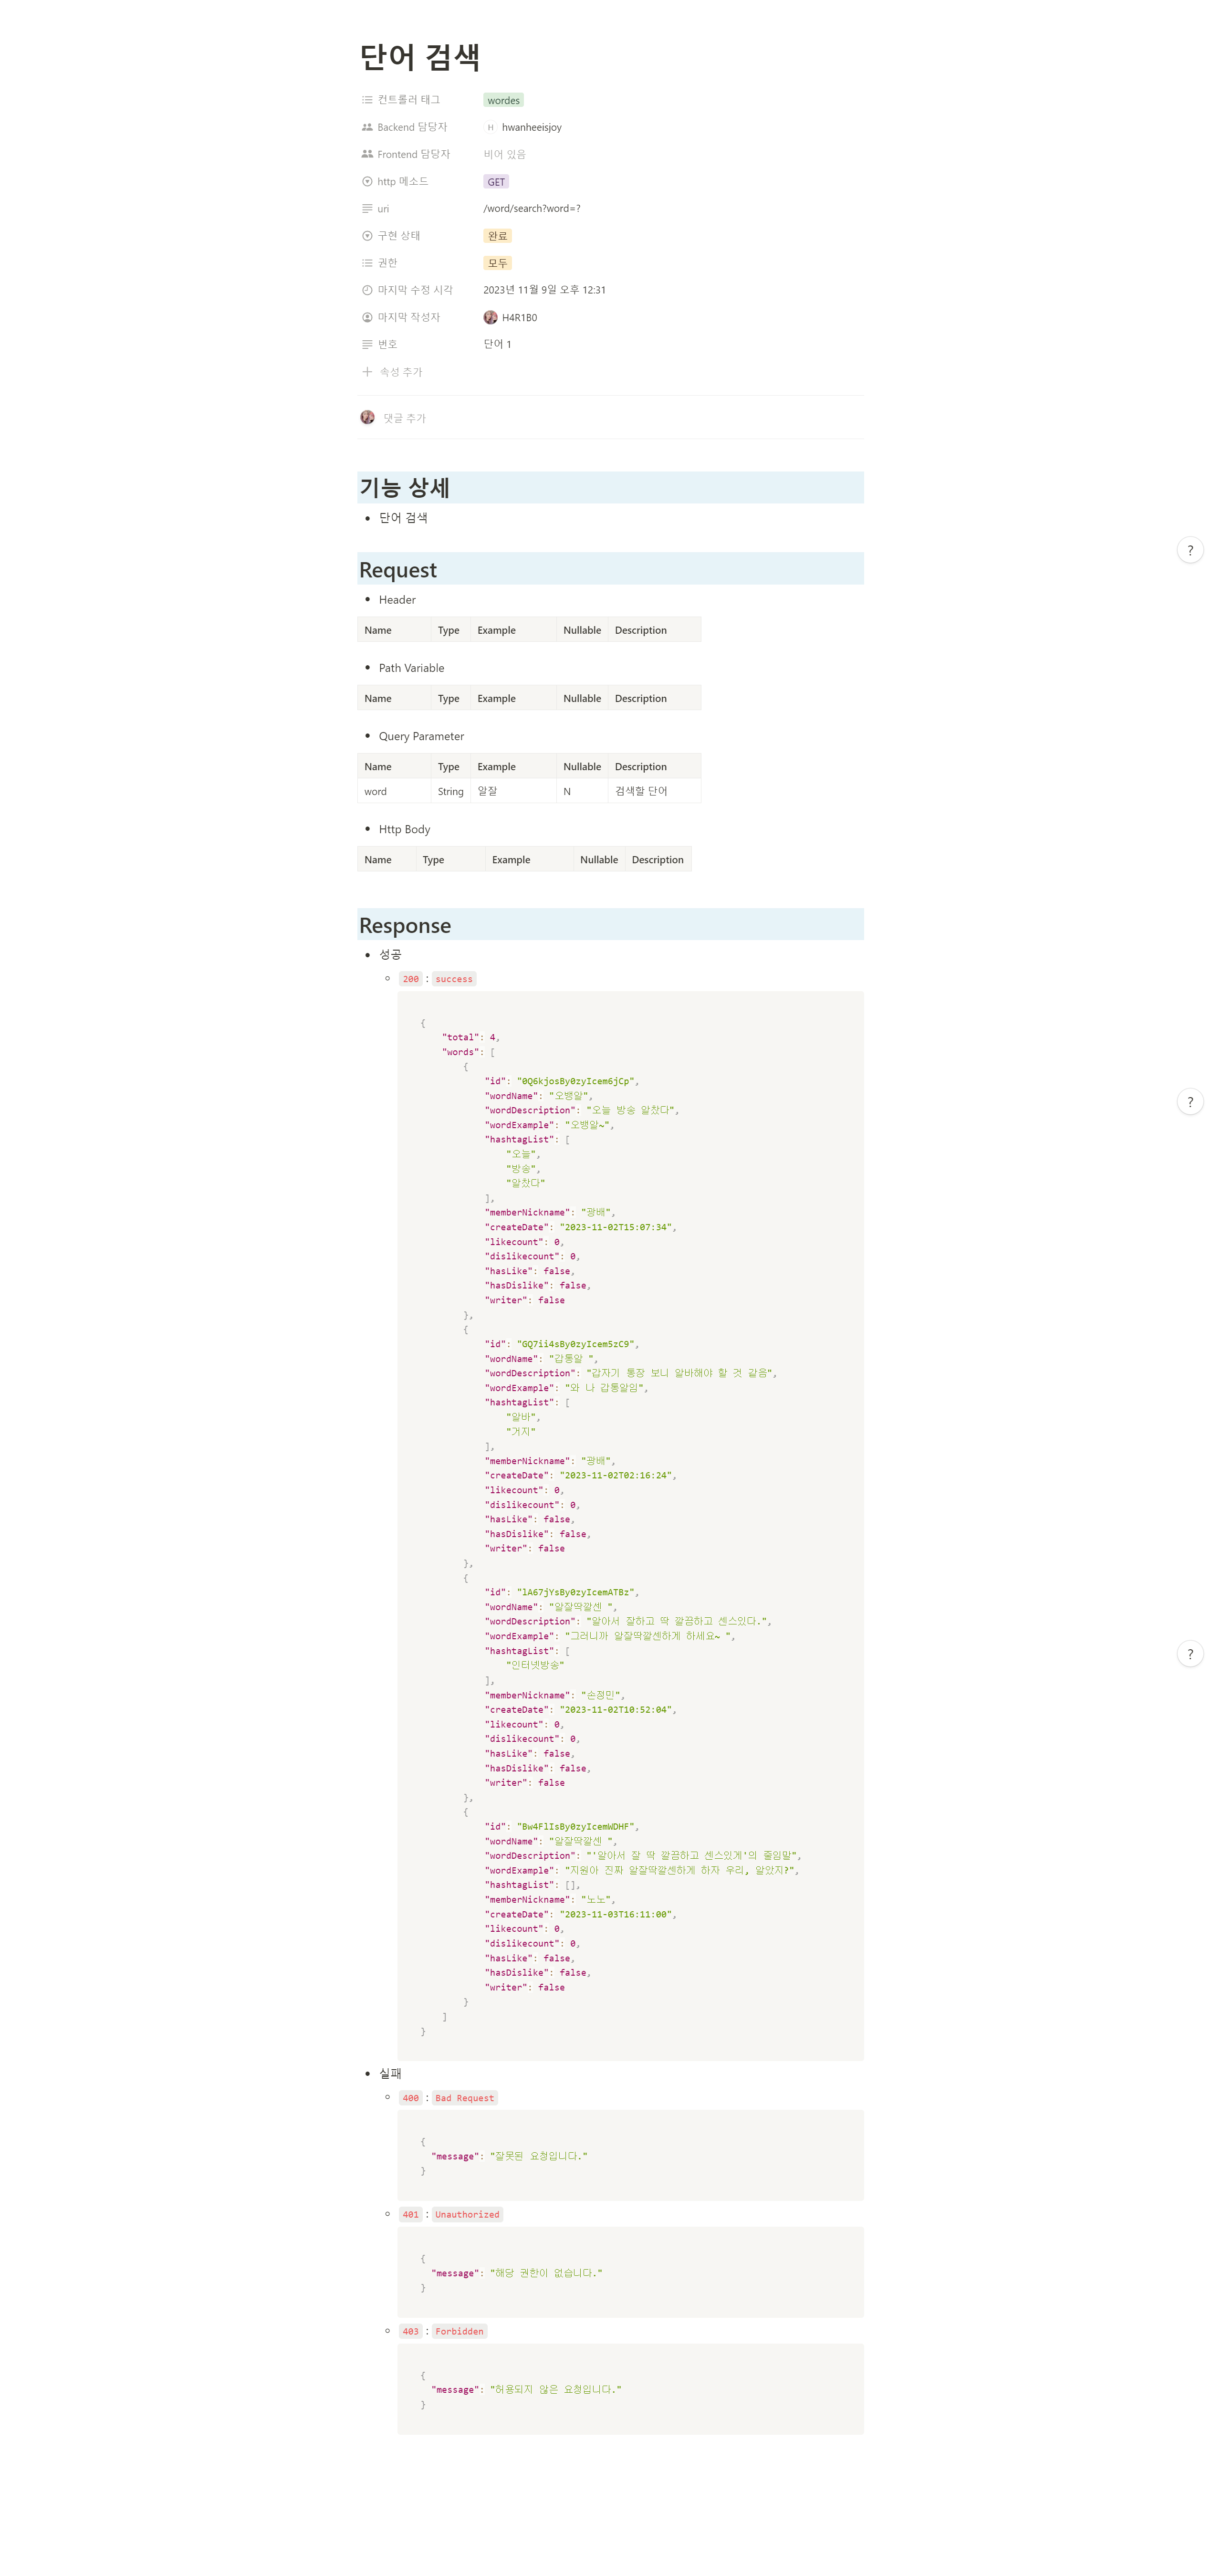 단어 검색
컨트롤러 태그 wordes
Backend 담당자 H hwanheeisjoy
Frontend 담당자 비어 있음
http 메소드 GET
uri /word/search?word=?
구현 상태 완료
권한 모두
마지막 수정 시각 2023년 11월 9일 오후 12:31
마지막 작성자 H4R1B0
번호 단어 1
속성 추가
댓글 추가
기능 상세
• 단어 검색
?
Request
• Header
Name Type Example Nullable Description
• Path Variable
Name Type Example Nullable Description
• Query Parameter
Name Type Example Nullable Description
word String 알잘 N 검색할 단어
• Http Body
Name Type Example Nullable Description
Response
• 성공
◦ 200 : success
{
"total": 4,
"words": [
{
"id": "0Q6kjosBy0zyIcem6jCp",
"wordName": "오뱅알",
"wordDescription": "오늘 방송 알찼다",
?
"wordExample": "오뱅알~",
"hashtagList": [
"오늘",
"방송",
"알찼다"
],
"memberNickname": "광배",
"createDate": "2023-11-02T15:07:34",
"likecount": 0,
"dislikecount": 0,
"hasLike": false,
"hasDislike": false,
"writer": false
},
{
"id": "GQ7ii4sBy0zyIcem5zC9",
"wordName": "갑통알 ",
"wordDescription": "갑자기 통장 보니 알바해야 할 것 같음",
"wordExample": "와 나 갑통알임",
"hashtagList": [
"알바",
"거지"
],
"memberNickname": "광배",
"createDate": "2023-11-02T02:16:24",
"likecount": 0,
"dislikecount": 0,
"hasLike": false,
"hasDislike": false,
"writer": false
},
{
"id": "lA67jYsBy0zyIcemATBz",
"wordName": "알잘딱깔센 ",
"wordDescription": "알아서 잘하고 딱 깔끔하고 센스있다.",
"wordExample": "그러니까 알잘딱깔센하게 하세요~ ",
"hashtagList": [
?
"인터넷방송"
],
"memberNickname": "손정민",
"createDate": "2023-11-02T10:52:04",
"likecount": 0,
"dislikecount": 0,
"hasLike": false,
"hasDislike": false,
"writer": false
},
{
"id": "Bw4FlIsBy0zyIcemWDHF",
"wordName": "알잘딱깔센 ",
"wordDescription": "'알아서 잘 딱 깔끔하고 센스있게'의 줄임말",
"wordExample": "지원아 진짜 알잘딱깔센하게 하자 우리, 알았지?",
"hashtagList": [],
"memberNickname": "노노",
"createDate": "2023-11-03T16:11:00",
"likecount": 0,
"dislikecount": 0,
"hasLike": false,
"hasDislike": false,
"writer": false
}
]
}
• 실패
◦ 400 : Bad Request
{
"message": "잘못된 요청입니다."
}
◦ 401 : Unauthorized
{
"message": "해당 권한이 없습니다."
}
◦ 403 : Forbidden
{
"message": "허용되지 않은 요청입니다."
}